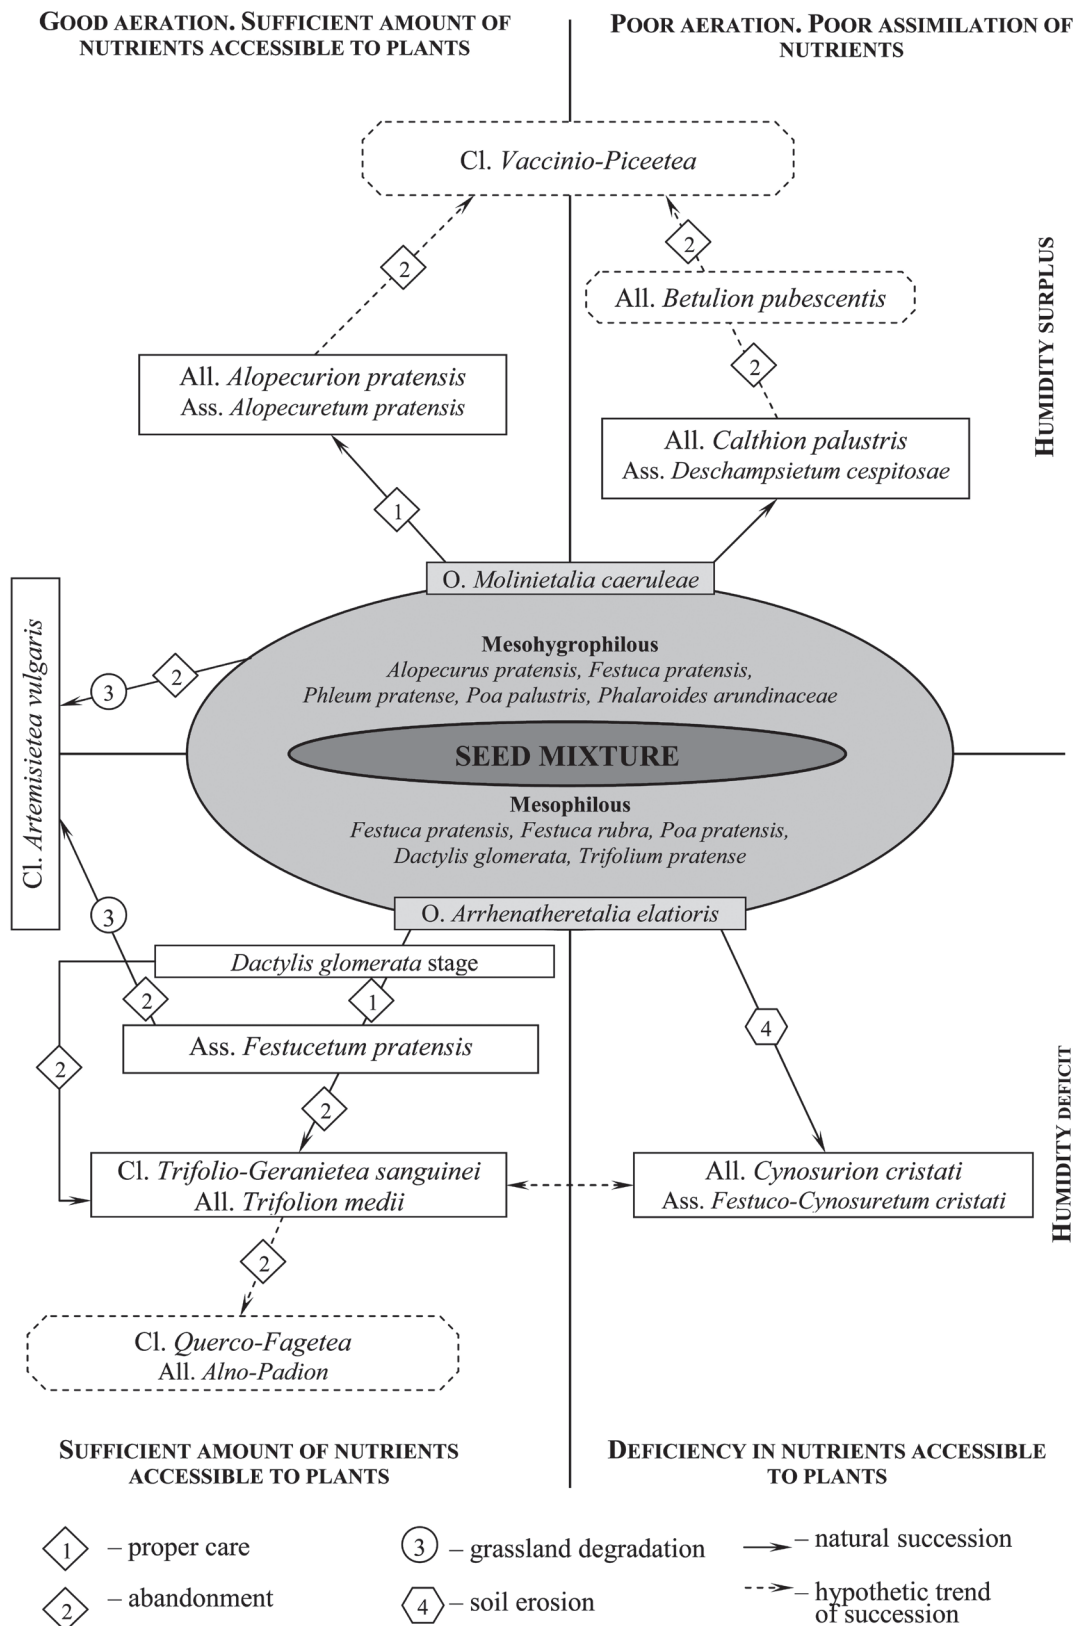 GOOD AERATION. SUFFICIENT AMOUNT OF
NUTRIENTS ACCESSIBLE TO PLANTS
POOR AERATION. POOR ASSIMILATION OF
NUTRIENTS
Cl. Vaccinio-Piceetea
2
2
All. Betulion pubescentis
HUMIDITY SURPLUS
2
All. Alopecurion pratensis
Ass. Alopecuretum pratensis
All. Calthion palustris
Ass. Deschampsietum cespitosae
1
O. Molinietalia caeruleae
Cl. Artemisietea vulgaris
3
2
Mesohygrophilous
Alopecurus pratensis, Festuca pratensis,
Phleum pratense, Poa palustris, Phalaroides arundinaceae
SEED MIXTURE
Mesophilous
Festuca pratensis, Festuca rubra, Poa pratensis,
Dactylis glomerata, Trifolium pratense
3
O. Arrhenatheretalia elatioris
Dactylis glomerata stage
2
1
4
Ass. Festucetum pratensis
2
2
HUMIDITY DEFICIT
Cl. Trifolio-Geranietea sanguinei
All. Trifolion medii
All. Cynosurion cristati
Ass. Festuco-Cynosuretum cristati
2
Cl. Querco-Fagetea
All. Alno-Padion
SUFFICIENT AMOUNT OF NUTRIENTS
ACCESSIBLE TO PLANTS
DEFICIENCY IN NUTRIENTS ACCESSIBLE
TO PLANTS
1 – proper care
2 – abandonment
3 – grassland degradation
4 – soil erosion
– natural succession
– hypothetic trend
of succession